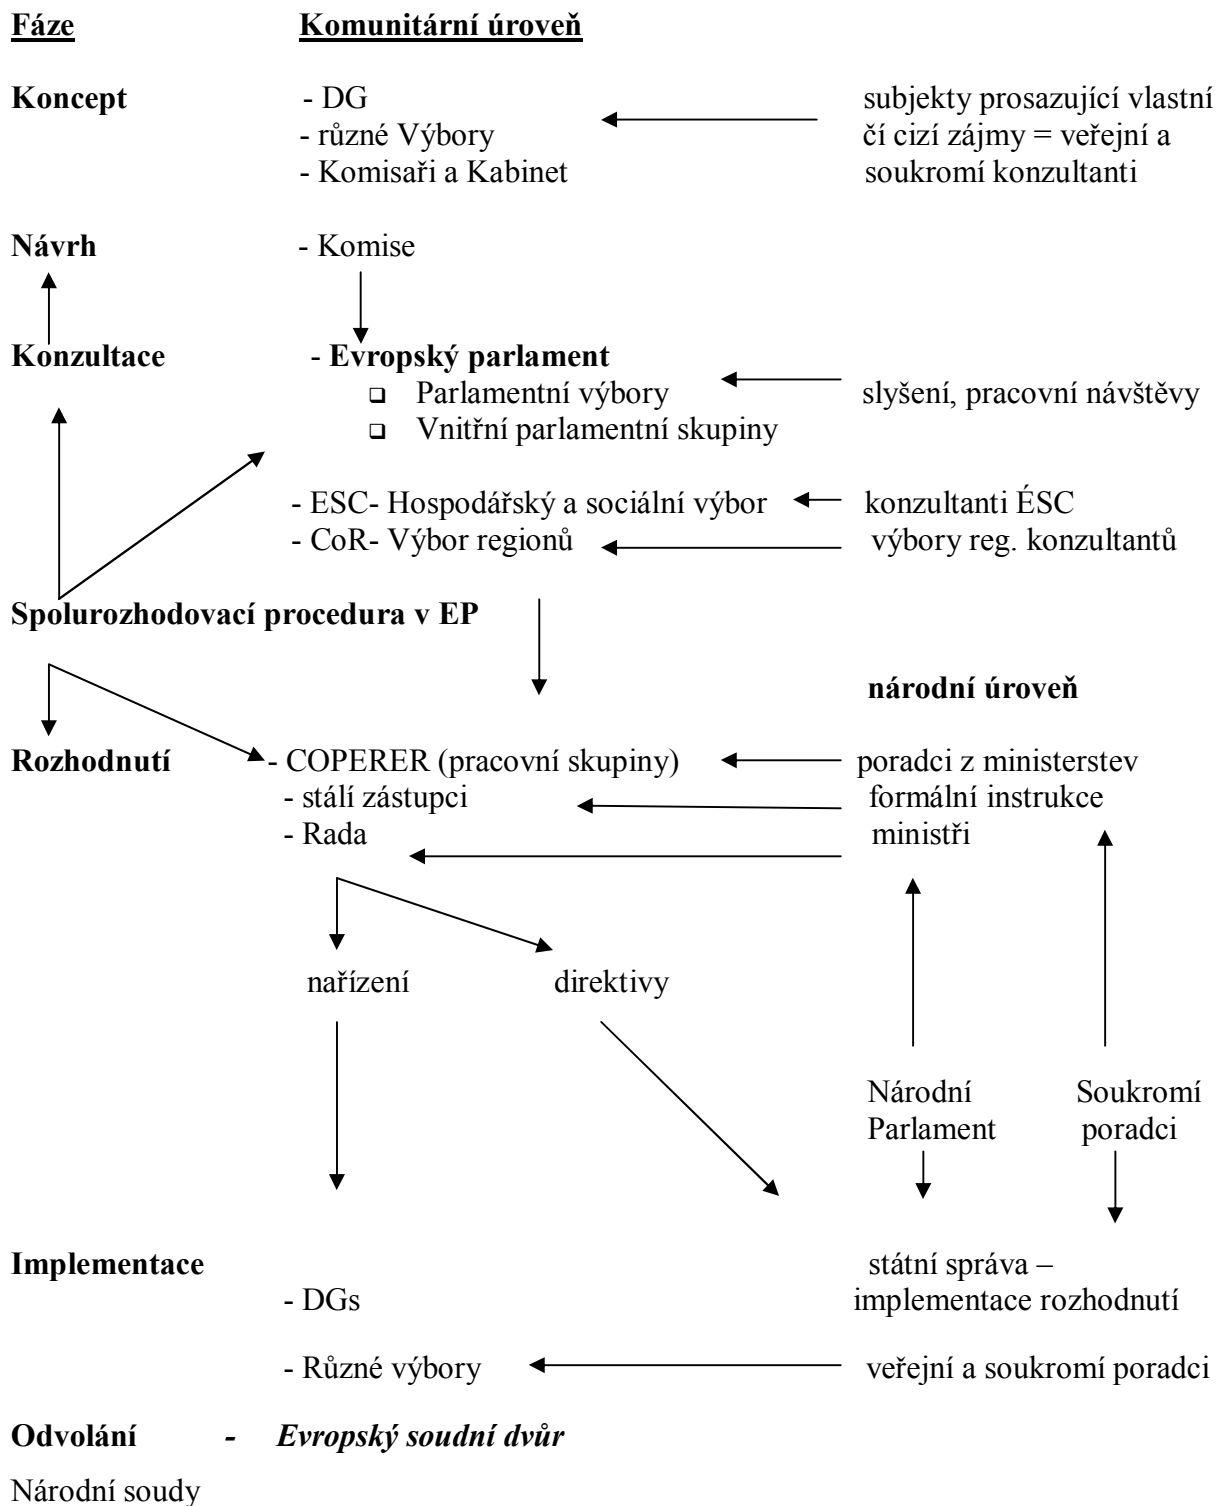 Fáze Komunitární úroveň
Koncept - DG subjekty prosazující vlastní
- různé Výbory čí cizí zájmy = veřejní a
- Komisaři a Kabinet soukromí konzultanti
Návrh - Komise
Konzultace - Evropský parlament
❑ Parlamentní výbory slyšení, pracovní návštěvy
❑ Vnitřní parlamentní skupiny
- ESC- Hospodářský a sociální výbor konzultanti ÉSC
- CoR- Výbor regionů výbory reg. konzultantů
Spolurozhodovací procedura v EP
národní úroveň
Rozhodnutí - COPERER (pracovní skupiny) poradci z ministerstev
- stálí zástupci formální instrukce
- Rada ministři
nařízení direktivy
Národní Soukromí
Parlament poradci
Implementace státní správa –
- DGs implementace rozhodnutí
- Různé výbory veřejní a soukromí poradci
Odvolání - Evropský soudní dvůr
Národní soudy